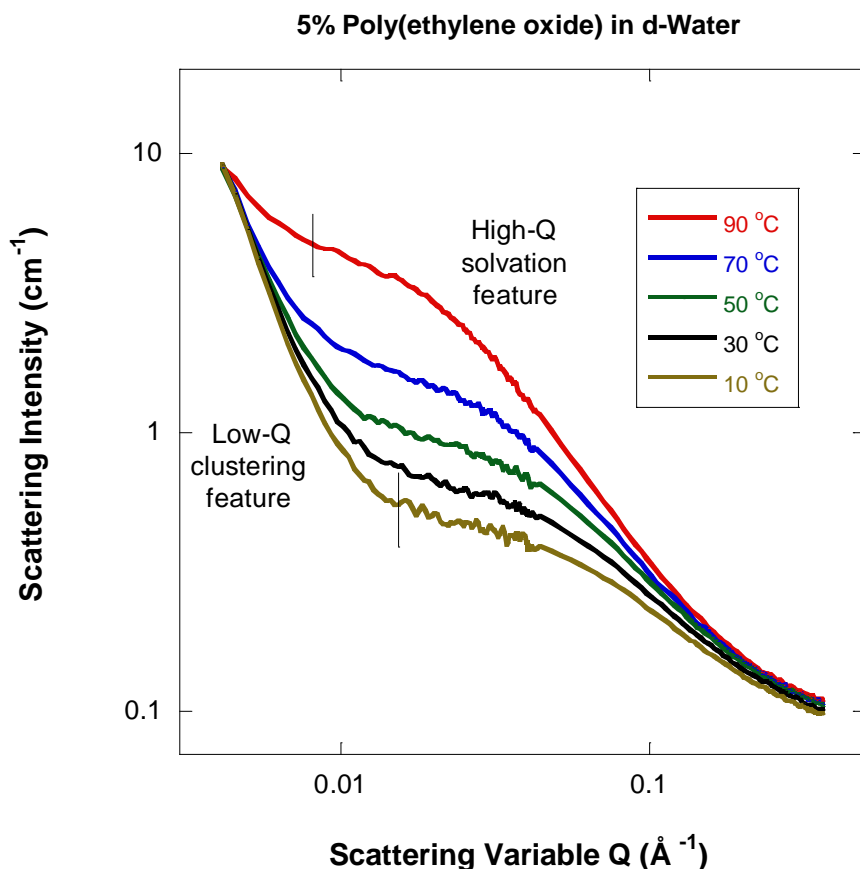 5% Poly(ethylene oxide) in d-Water
10
1
0.1
Scattering Intensity (cm⁻¹)
High-Q
solvation
feature
90 °C
70 °C
50 °C
30 °C
10 °C
Low-Q
clustering
feature
0.01
0.1
Scattering Variable Q (Å ⁻¹)